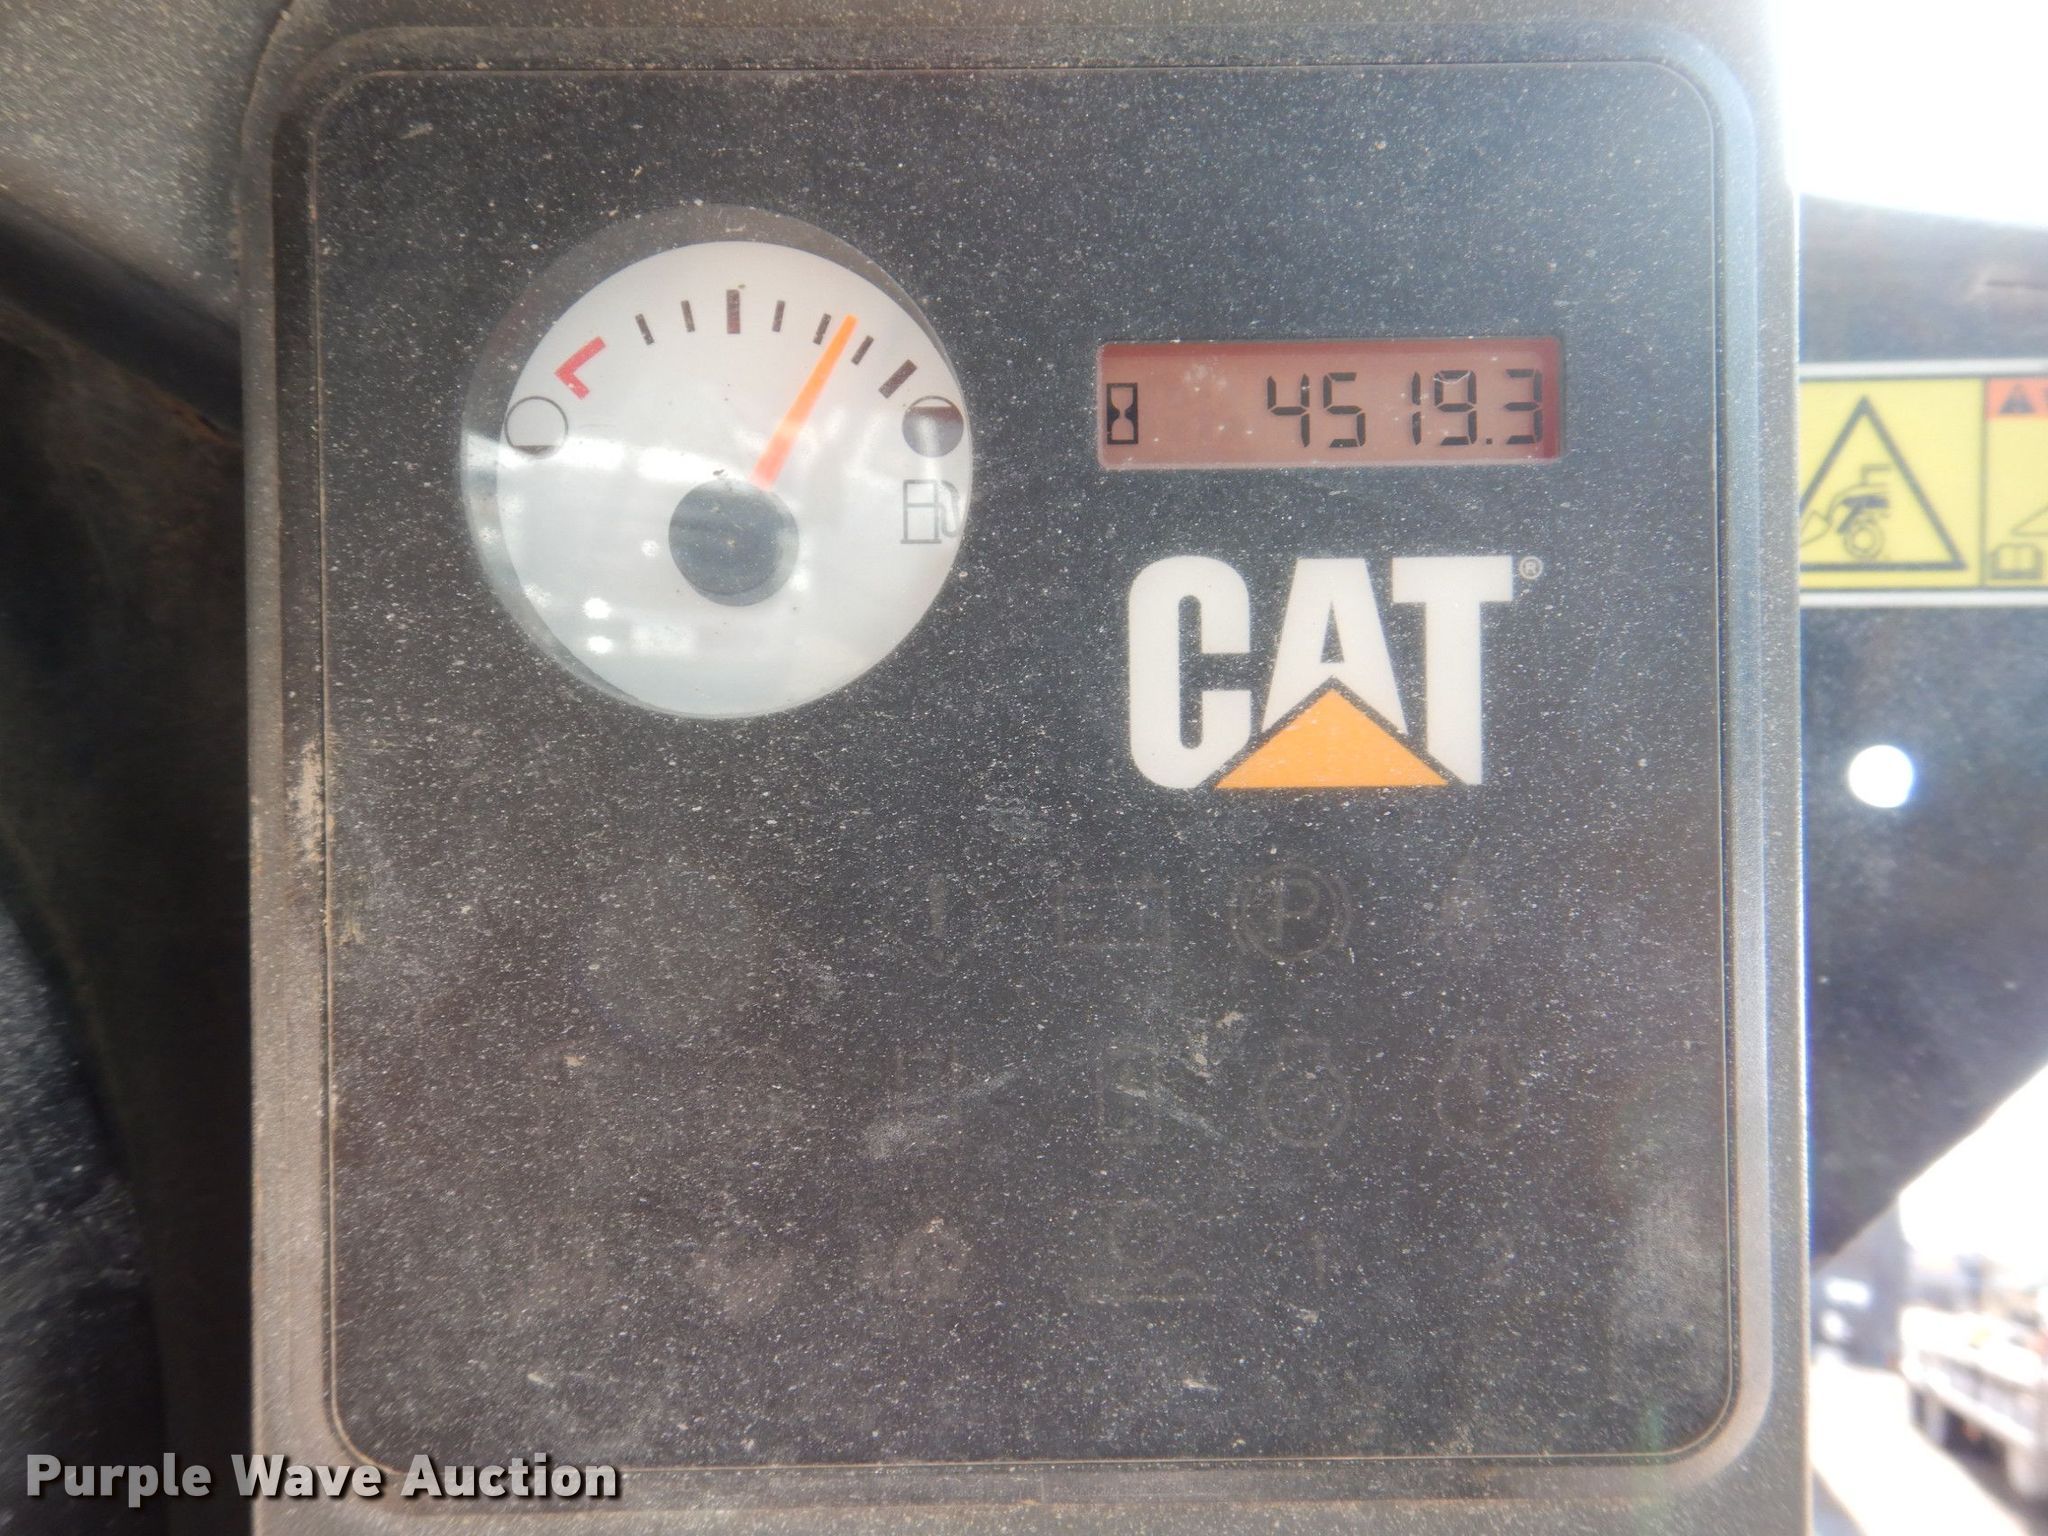 4519.3
CAT®
P
Purple Wave Auction